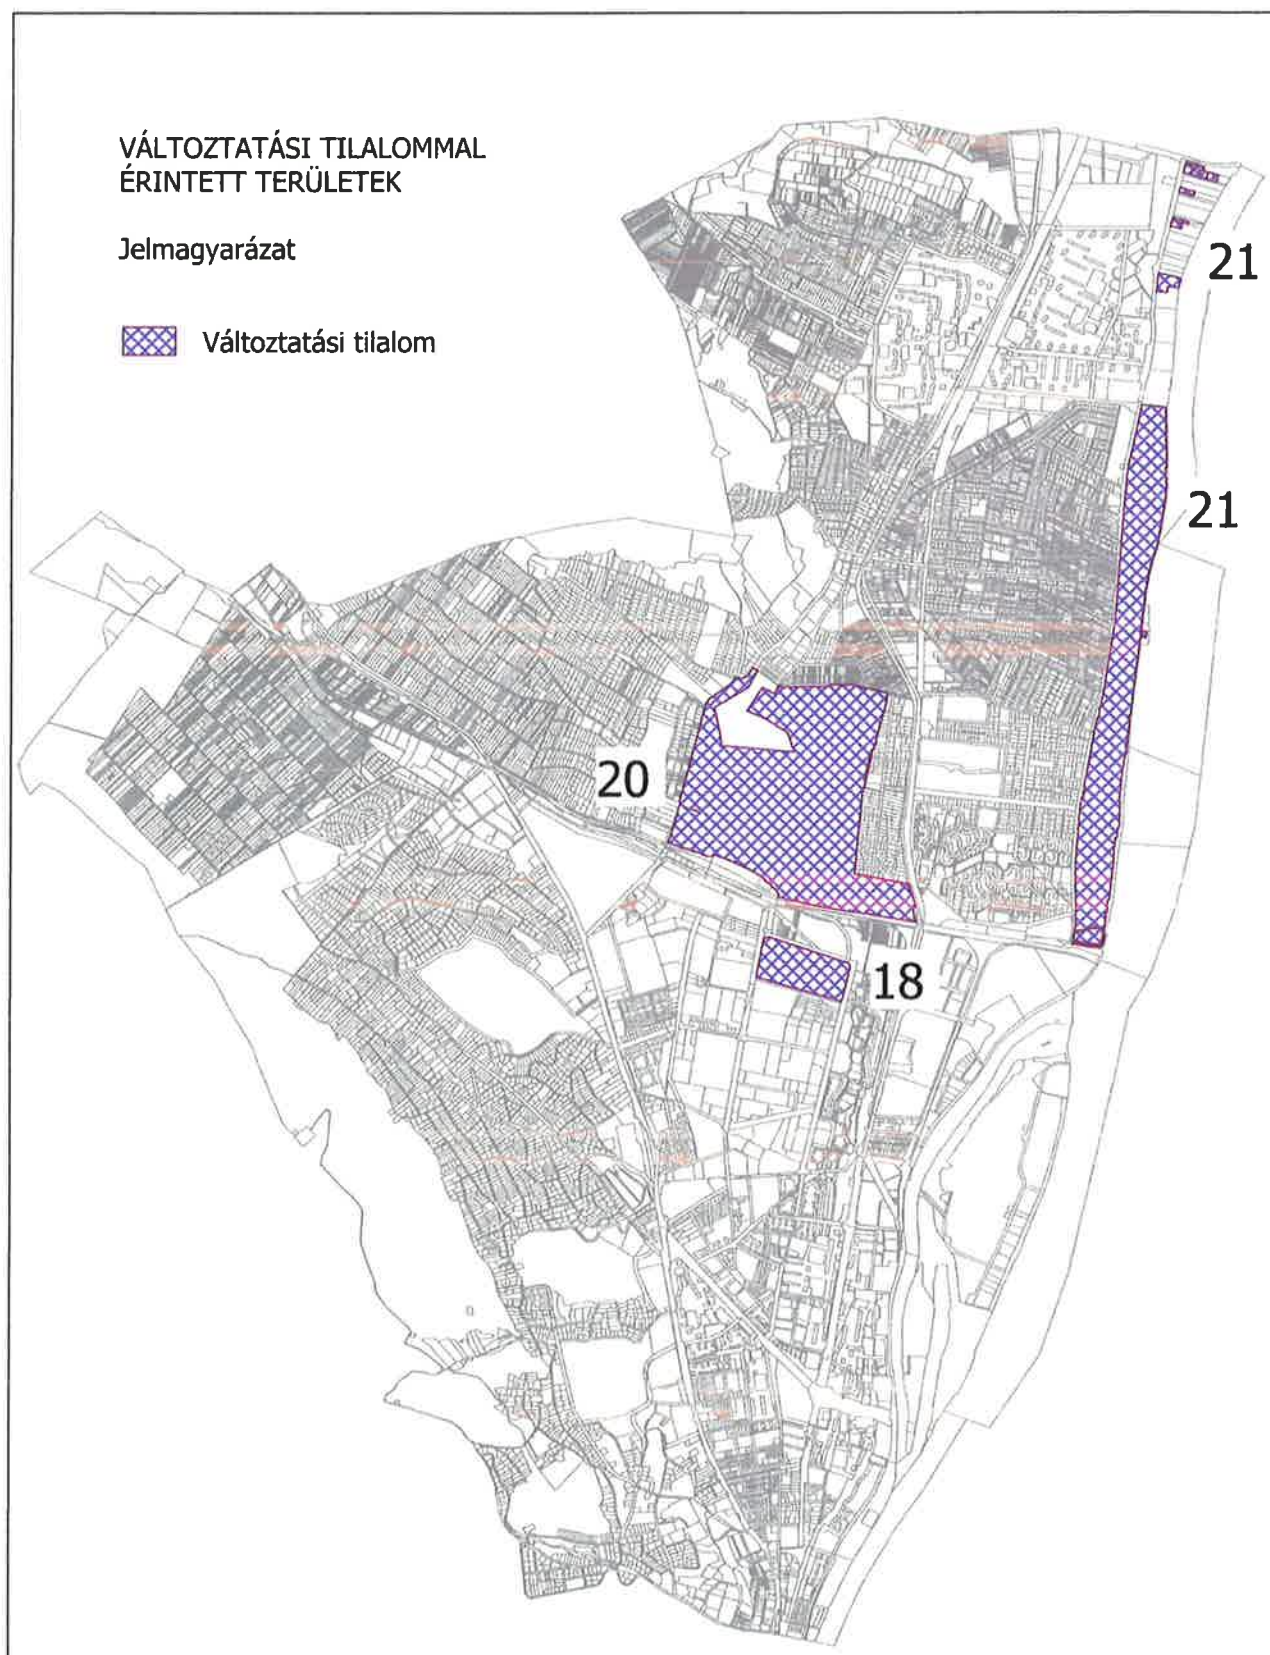 VÁLTOZTATÁSI TILALOMMAL
ÉRINTETT TERÜLETEK
Jelmagyarázat
Változtatási tilalom
21
21
20
18